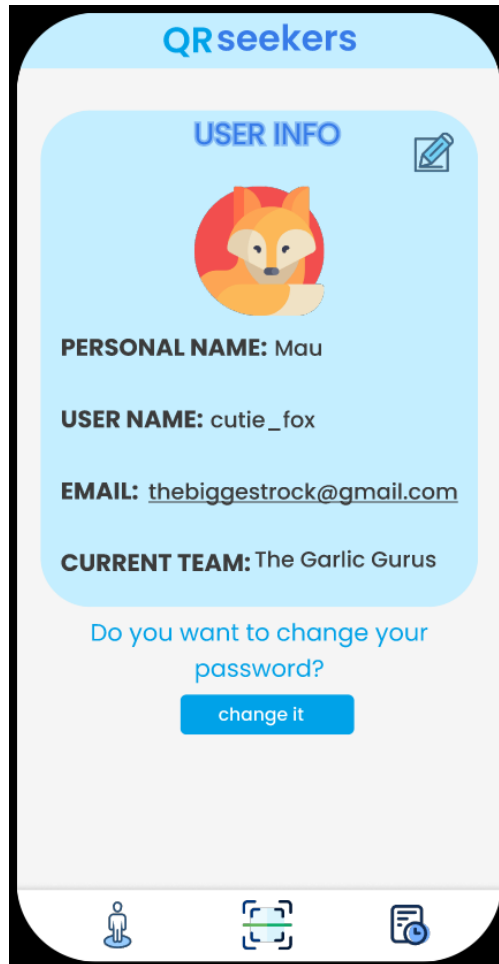 QRseekers
USER INFO
PERSONAL NAME: Mau
USER NAME: cutie_fox
EMAIL: thebiggestrock@gmail.com
CURRENT TEAM: The Garlic Gurus
Do you want to change your
password?
change it